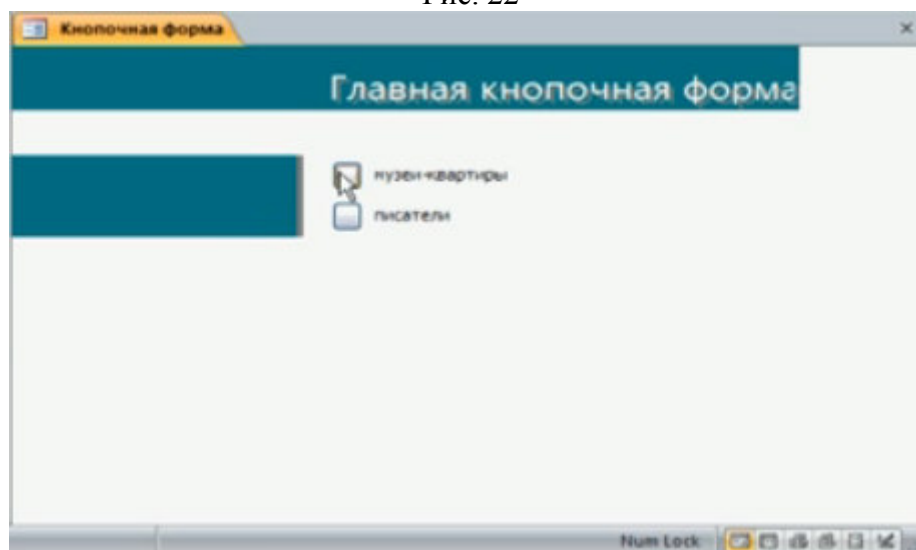 Рис. 22
Кнопочная форма
Главная кнопочная форма
музеи-квартиры
писатели
Num Lock